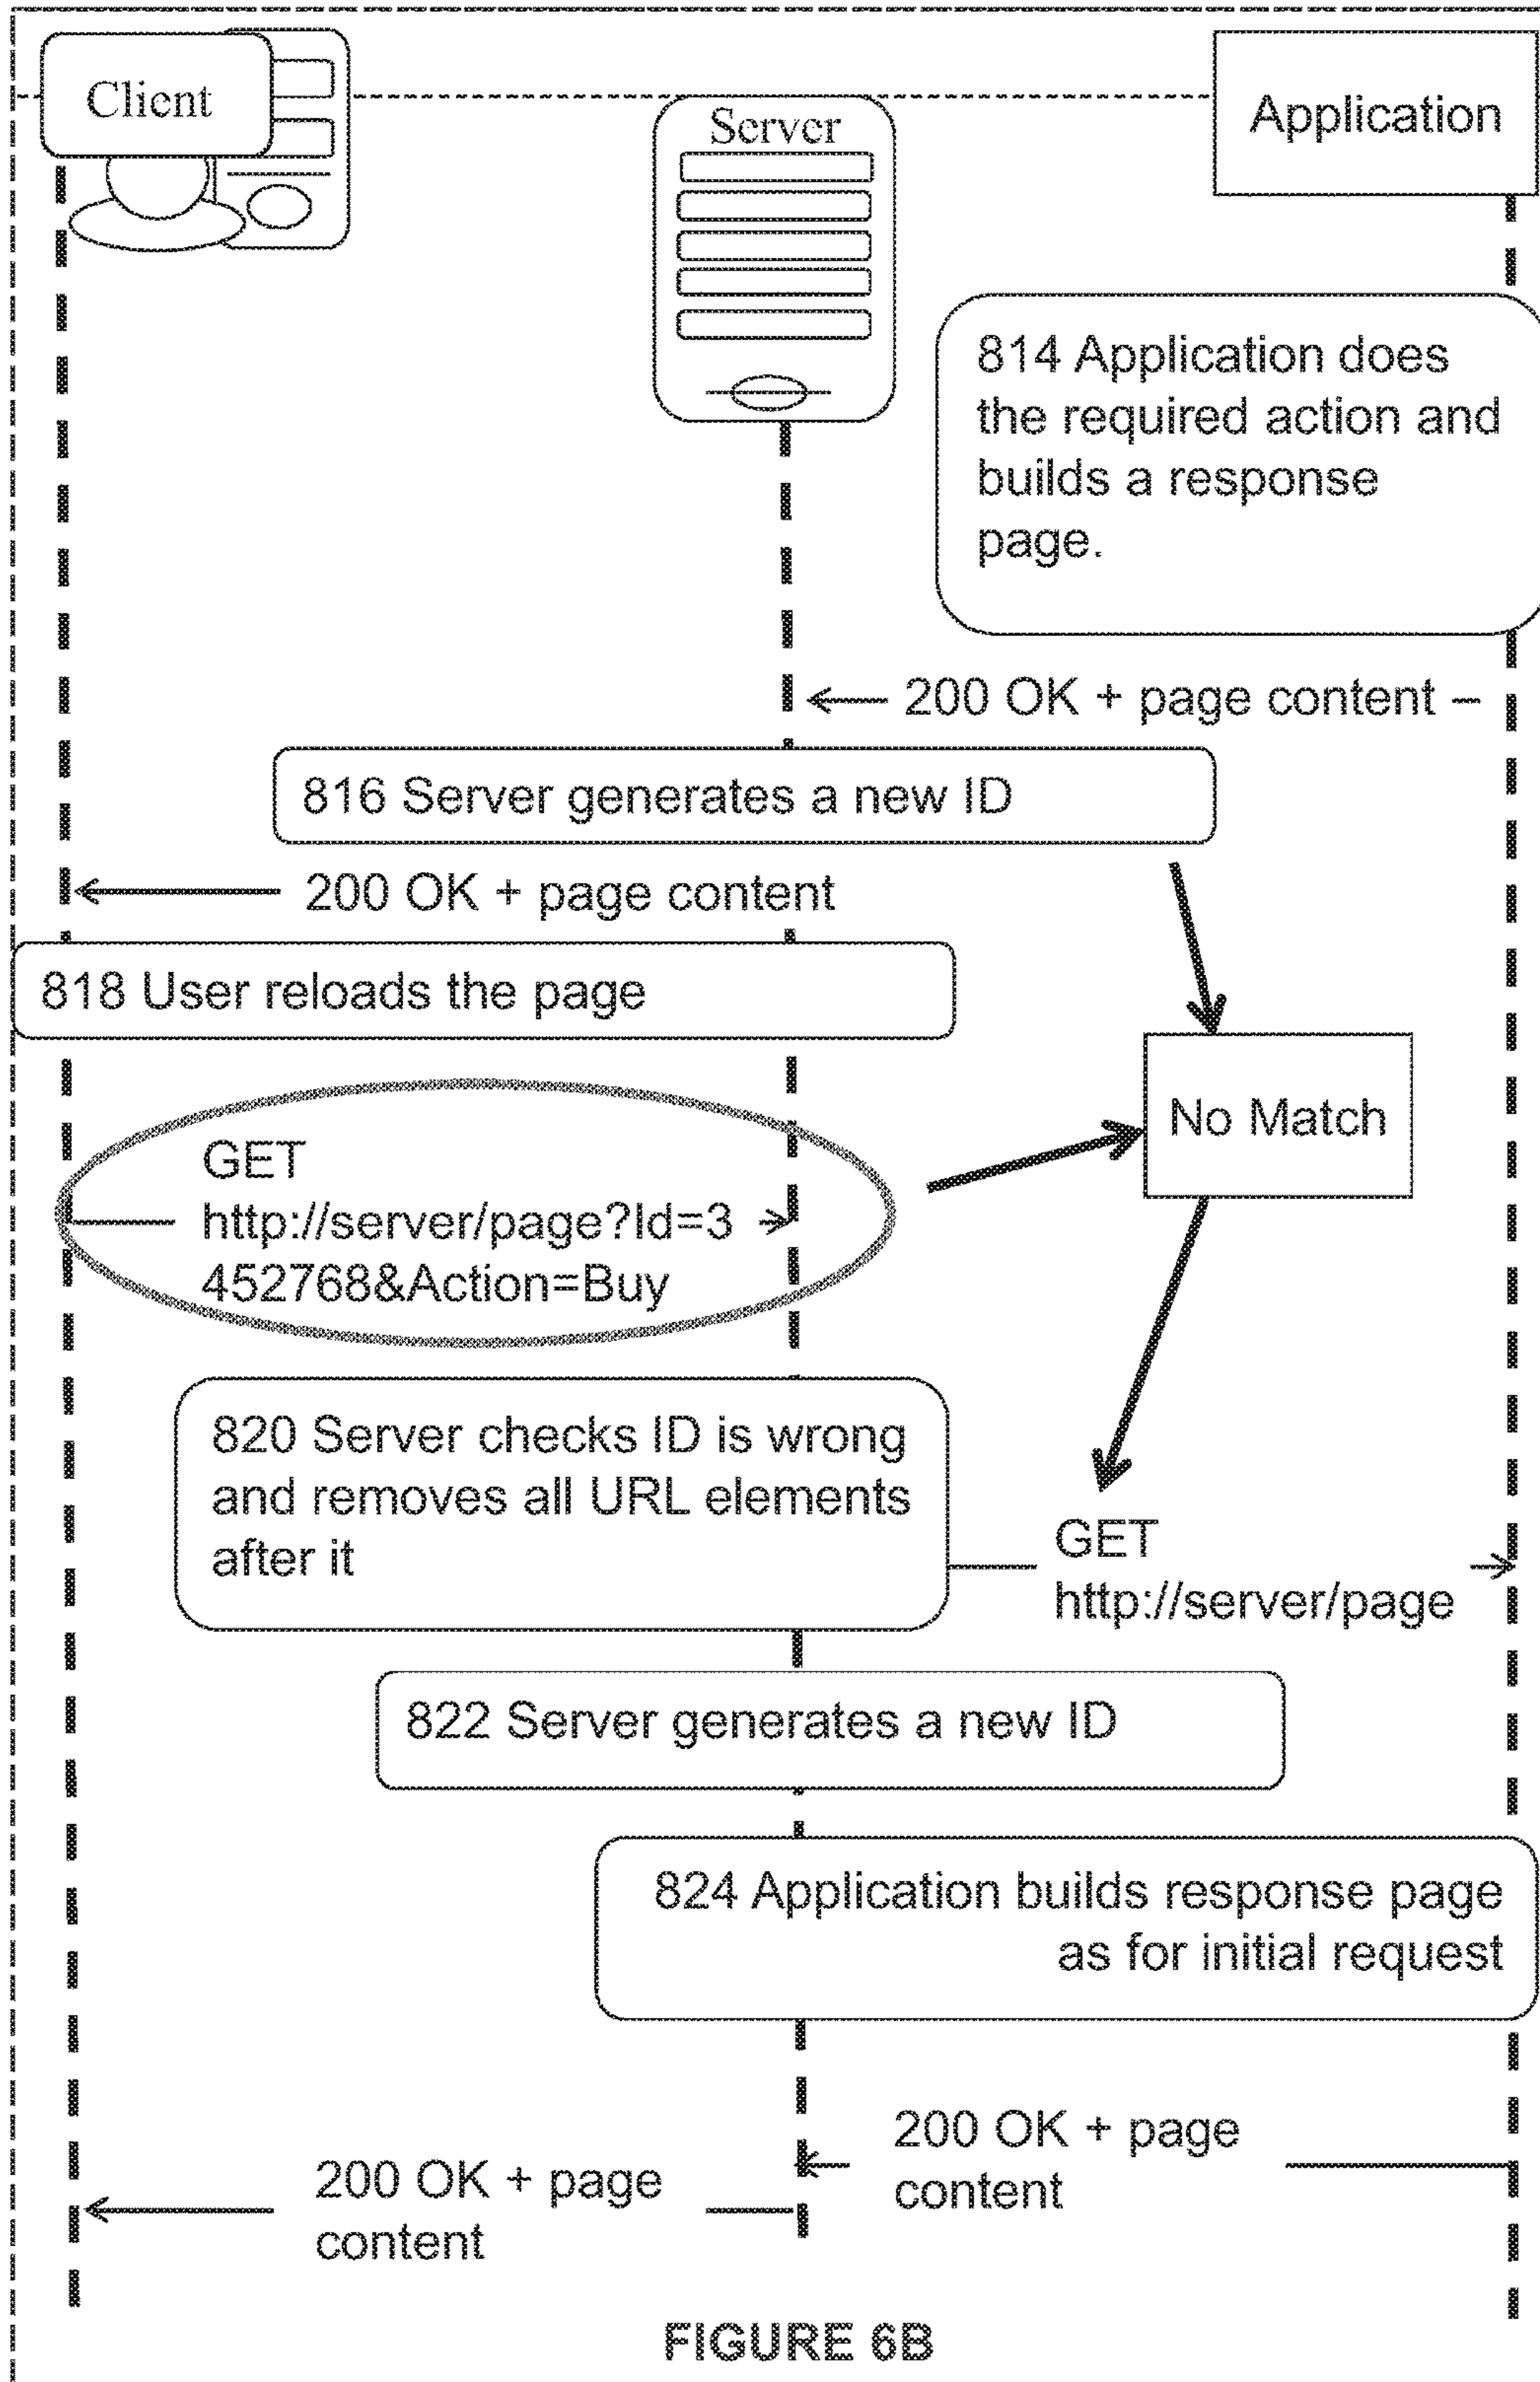 Client
Server
Application
814 Application does
the required action and
builds a response
page.
200 OK + page content
816 Server generates a new ID
200 OK + page content
818 User reloads the page
No Match
GET
http://server/page?Id=3
452768&Action=Buy
820 Server checks ID is wrong
and removes all URL elements
after it
GET
http://server/page
822 Server generates a new ID
824 Application builds response page
as for initial request
200 OK + page
content
200 OK + page
content
FIGURE 6B